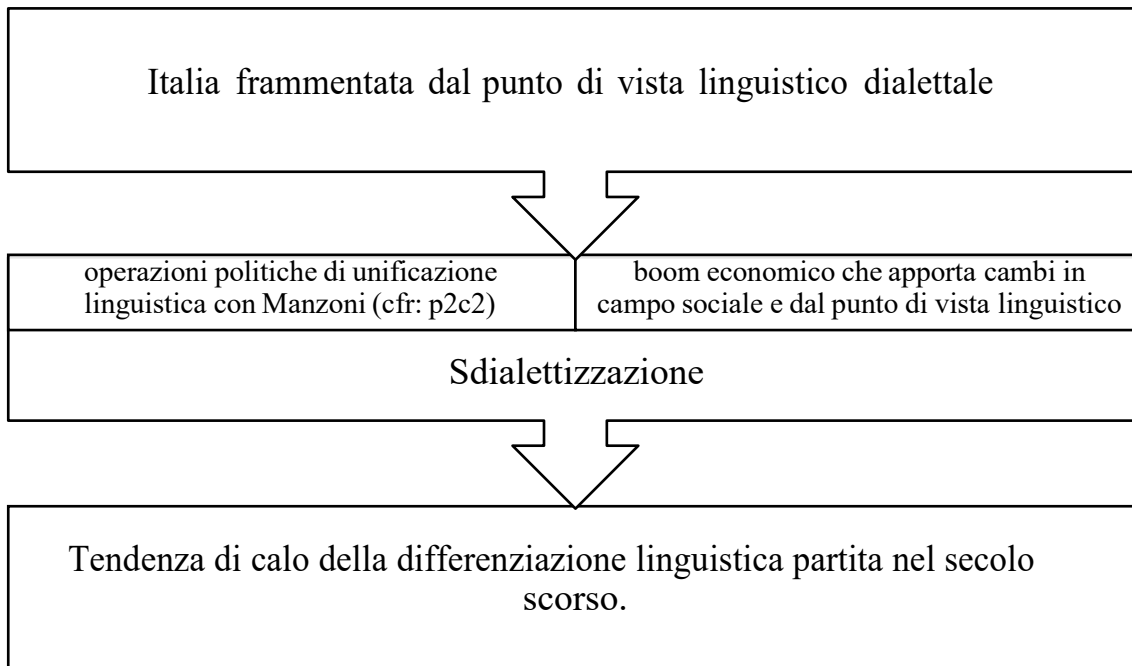 Italia frammentata dal punto di vista linguistico dialettale
operazioni politiche di unificazione
linguistica con Manzoni (cfr: p2c2)
boom economico che apporta cambi in
campo sociale e dal punto di vista linguistico
Sdialettizzazione
Tendenza di calo della differenziazione linguistica partita nel secolo
scorso.